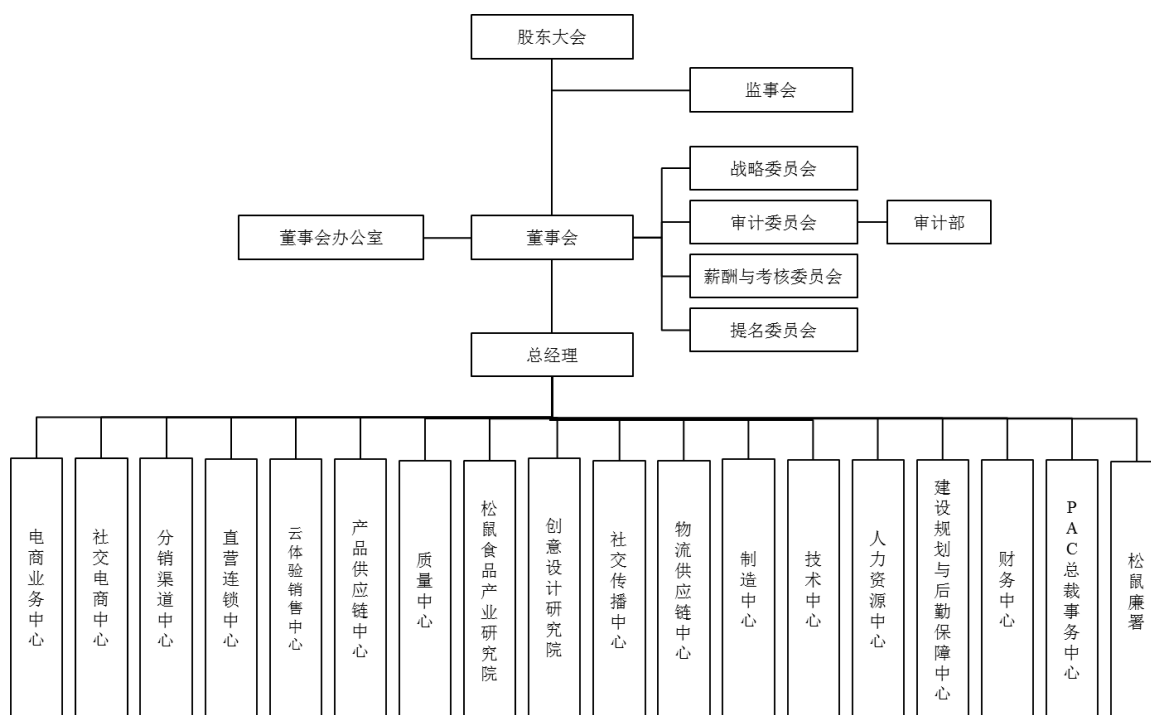 股东大会
监事会
战略委员会
董事会办公室
董事会
审计委员会
审计部
薪酬与考核委员会
提名委员会
总经理
电商业务中心
社交电商中心
分销渠道中心
直营连锁中心
云体验销售中心
产品供应链中心
质量中心
松鼠食品产业研究院
创意设计研究院
社交传播中心
物流供应链中心
制造中心
技术中心
人力资源中心
建设规划与后勤保障中心
财务中心
PAC总裁事务中心
松鼠廉署